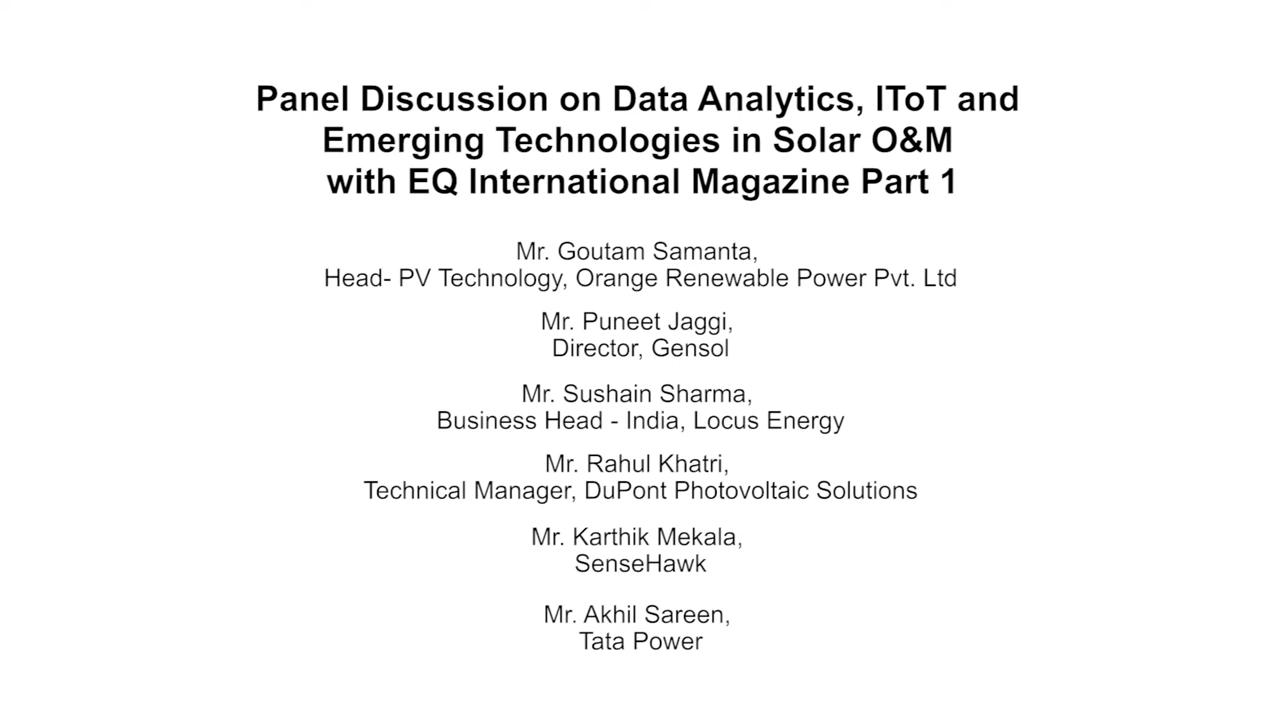 Panel Discussion on Data Analytics, IToT and
Emerging Technologies in Solar O&M
with EQ International Magazine Part 1
Mr. Goutam Samanta,
Head- PV Technology, Orange Renewable Power Pvt. Ltd
Mr. Puneet Jaggi,
Director, Gensol
Mr. Sushain Sharma,
Business Head - India, Locus Energy
Mr. Rahul Khatri,
Technical Manager, DuPont Photovoltaic Solutions
Mr. Karthik Mekala,
SenseHawk
Mr. Akhil Sareen,
Tata Power